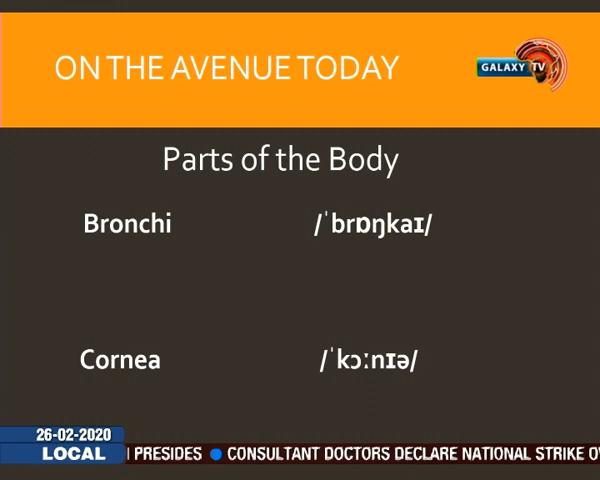 ON THE AVENUE TODAY
GALAXY TV
Parts of the Body
Bronchi /ˈbrɒŋkaɪ/
Cornea /ˈkɔːnɪə/
26-02-2020
LOCAL PRESIDES • CONSULTANT DOCTORS DECLARE NATIONAL STRIKE